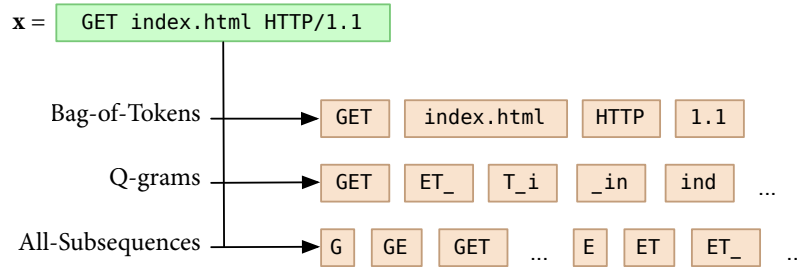 x = GET index.html HTTP/1.1
Bag-of-Tokens GET index.html HTTP 1.1
Q-grams GET ET_ T_i _in ind ...
All-Subsequences G GE GET ... E ET ET_ ..